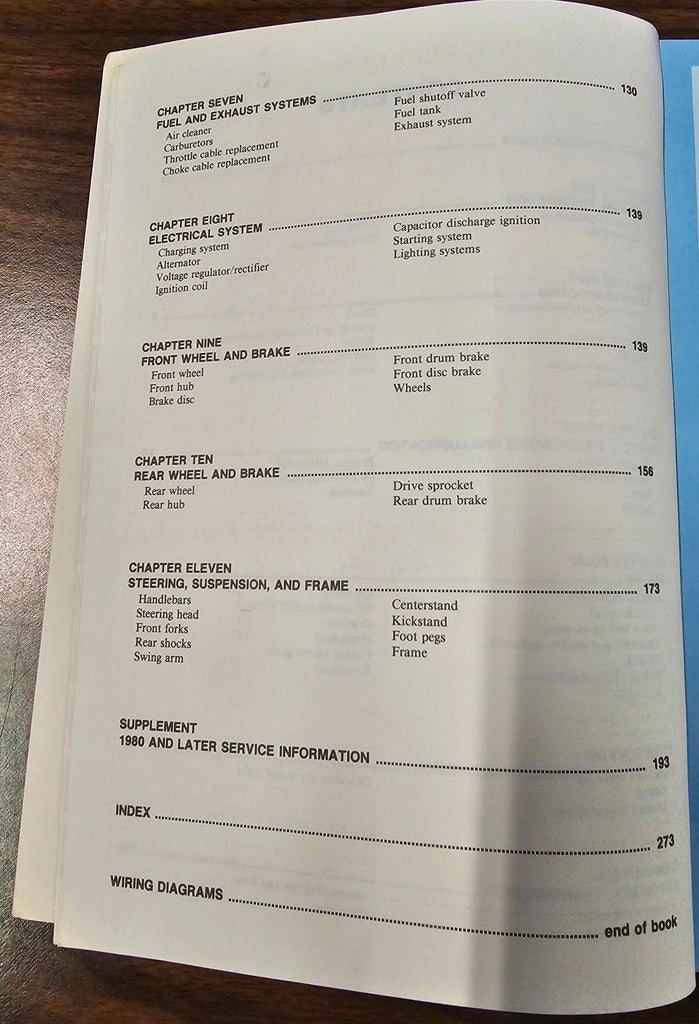 CHAPTER SEVEN
FUEL AND EXHAUST SYSTEMS ........ 130
Air cleaner
Carburetors
Throttle cable replacement
Choke cable replacement
Fuel shutoff valve
Fuel tank
Exhaust system
CHAPTER EIGHT
ELECTRICAL SYSTEM ........ 139
Charging system
Alternator
Voltage regulator/rectifier
Ignition coil
Capacitor discharge ignition
Starting system
Lighting systems
CHAPTER NINE
FRONT WHEEL AND BRAKE ........ 139
Front wheel
Front hub
Brake disc
Front drum brake
Front disc brake
Wheels
CHAPTER TEN
REAR WHEEL AND BRAKE ........ 156
Rear wheel
Rear hub
Drive sprocket
Rear drum brake
CHAPTER ELEVEN
STEERING, SUSPENSION, AND FRAME ........ 173
Handlebars
Steering head
Front forks
Rear shocks
Swing arm
Centerstand
Kickstand
Foot pegs
Frame
SUPPLEMENT
1980 AND LATER SERVICE INFORMATION ........ 193
INDEX ........ 273
WIRING DIAGRAMS ........ end of book